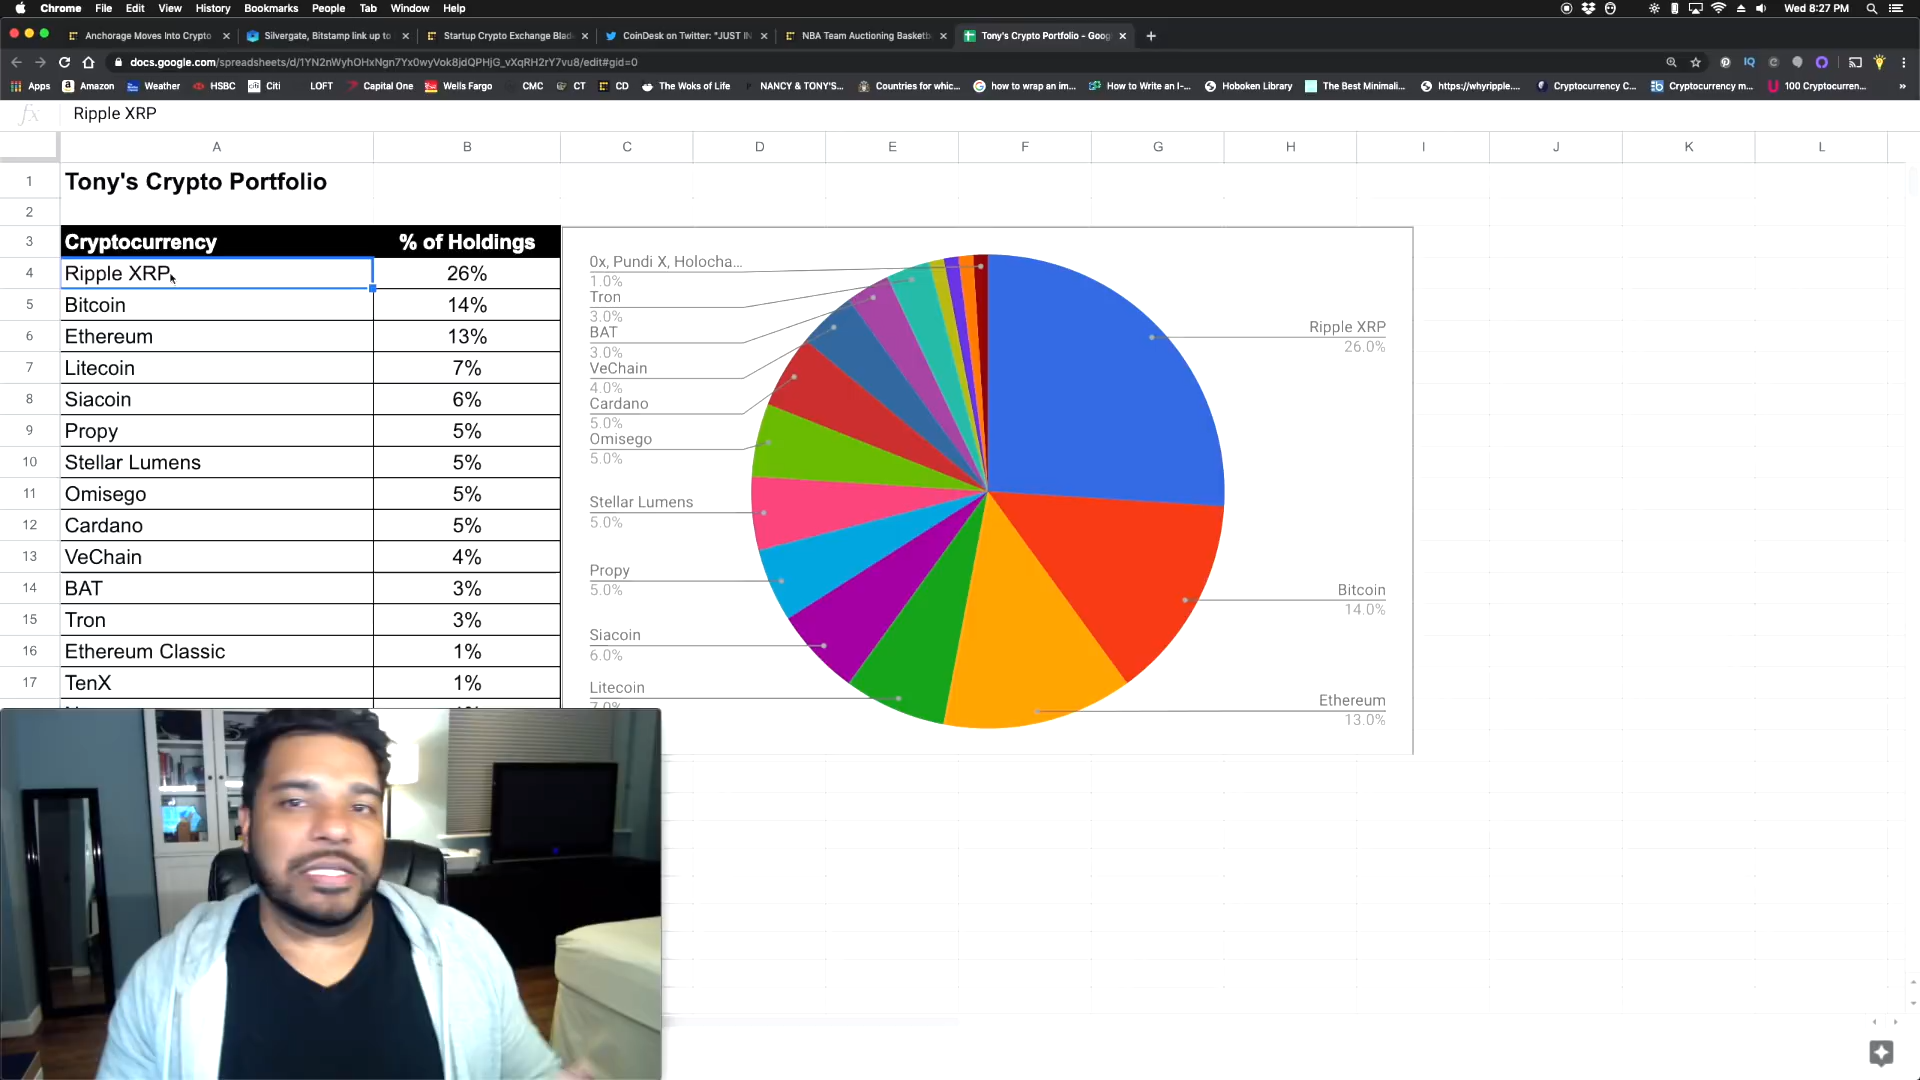 Chrome File Edit View History Bookmarks People Tab Window Help Wed 8:27 PM
Anchorage Moves Into Crypto Silvergate, Bitstamp link up to Startup Crypto Exchange Blad CoinDesk on Twitter: "JUST IN NBA Team Auctioning Basketb Tony's Crypto Portfolio - Goog
docs.google.com/spreadsheets/d/1YN2nWyhOHxNgn7Yx0wyVok8jdQPHjG_vXqRH2rY7vu8/edit#gid=0
Apps Amazon Weather HSBC citi Citi LOFT Capital One Wells Fargo CMC CT CD The Woks of Life NANCY & TONY'S... Countries for whic... how to wrap an im... How to Write an I-... Hoboken Library The Best Minimali... https://whyripple.... Cryptocurrency C... Cryptocurrency m... 100 Cryptocurren... »
fx Ripple XRP
A B C D E F G H I J K L
1 Tony's Crypto Portfolio
2
3 Cryptocurrency % of Holdings
4 Ripple XRP 26%
5 Bitcoin 14%
6 Ethereum 13%
7 Litecoin 7%
8 Siacoin 6%
9 Propy 5%
10 Stellar Lumens 5%
11 Omisego 5%
12 Cardano 5%
13 VeChain 4%
14 BAT 3%
15 Tron 3%
16 Ethereum Classic 1%
17 TenX 1%
0x, Pundi X, Holocha...
1.0%
Tron
3.0%
BAT
3.0%
VeChain
4.0%
Cardano
5.0%
Omisego
5.0%
Stellar Lumens
5.0%
Propy
5.0%
Siacoin
6.0%
Litecoin
7.0%
Ripple XRP
26.0%
Bitcoin
14.0%
Ethereum
13.0%